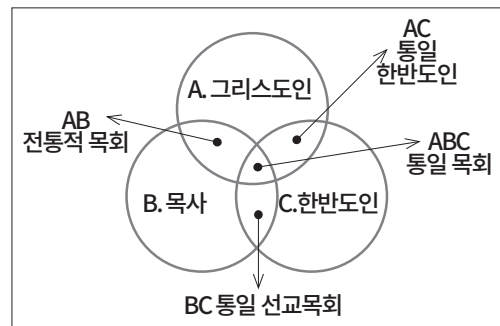 AC
통일
한반도인
A. 그리스도인
AB
전통적 목회
ABC
통일 목회
B. 목사
C.한반도인
BC 통일 선교목회